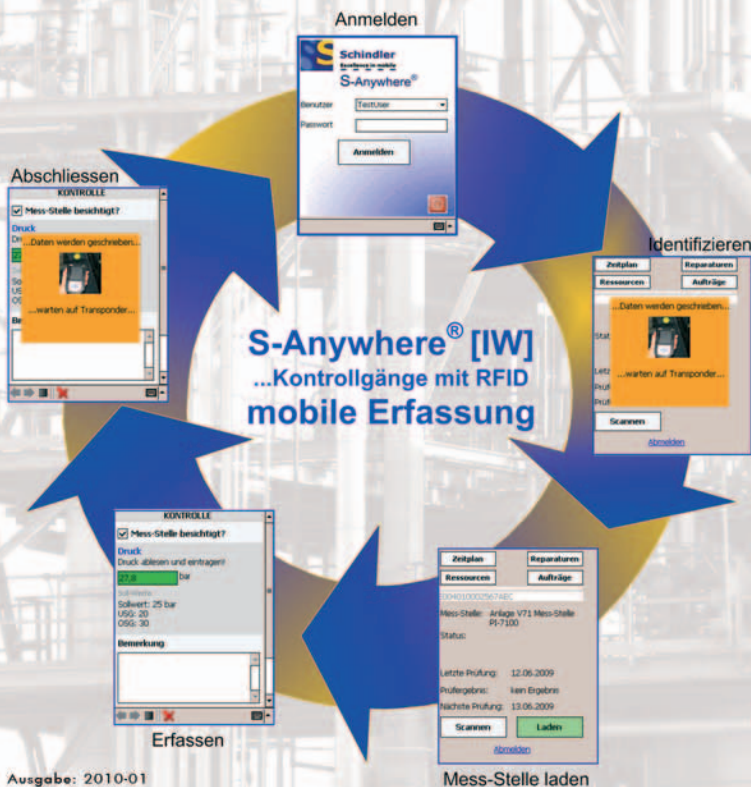 Anmelden
Schindler
Excellence in mobile
S-Anywhere®
Benutzer
TestUser
Passwort
Anmelden
Identifizieren
Zeitplan
Reparaturen
Ressourcen
Aufträge
...Daten werden geschrieben...
...warten auf Transponder...
Scannen
Abmelden
Zeitplan
Reparaturen
Ressourcen
Aufträge
Mess-Stelle: Anlage V71 Mess-Stelle
PI-7100
Status:
Letzte Prüfung: 12.06.2009
Prüfergebnis: kein Ergebnis
Nächste Prüfung: 13.06.2009
Scannen
Laden
Abmelden
Mess-Stelle laden
KONTROLLE
Mess-Stelle besichtigt?
Druck
Druck ablesen und eintragen!
27,8 bar
Soll-Werte
Sollwert: 25 bar
USG: 20
OSG: 30
Bemerkung
Erfassen
Abschliessen
KONTROLLE
Mess-Stelle besichtigt?
Druck
...Daten werden geschrieben...
...warten auf Transponder...
S-Anywhere® [IW]
...Kontrollgänge mit RFID
mobile Erfassung
Ausgabe: 2010-01